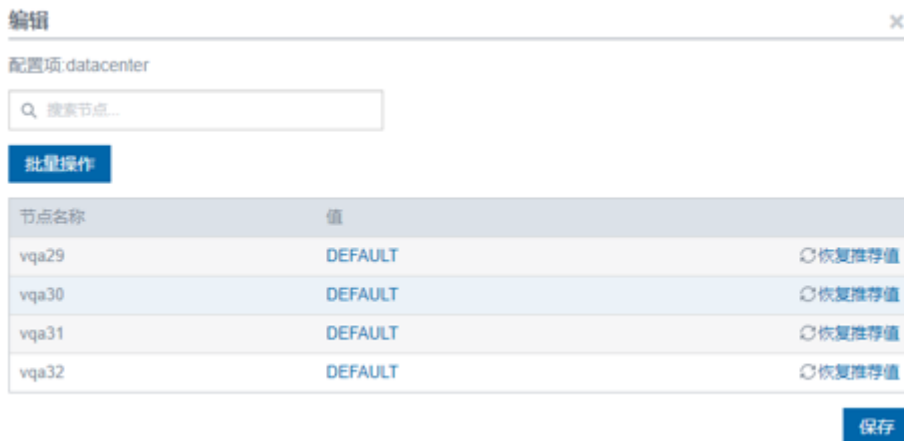 编辑
配置项:datacenter
搜索节点...
批量操作
节点名称 值
vqa29 DEFAULT 恢复推荐值
vqa30 DEFAULT 恢复推荐值
vqa31 DEFAULT 恢复推荐值
vqa32 DEFAULT 恢复推荐值
保存